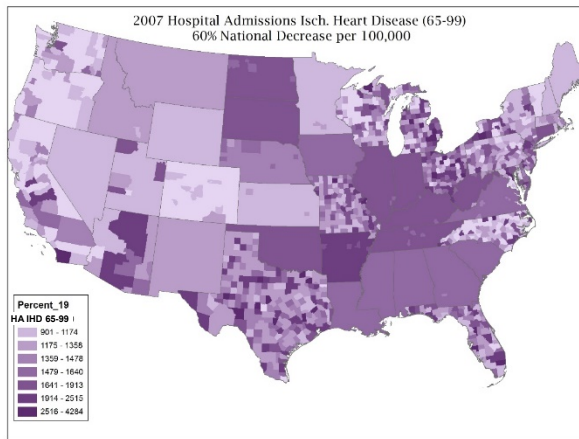 2007 Hospital Admissions Isch. Heart Disease (65-99)
60% National Decrease per 100,000
Percent_19
HA IHD 65-99
901 - 1174
1175 - 1358
1359 - 1478
1479 - 1640
1641 - 1913
1914 - 2515
2516 - 4284